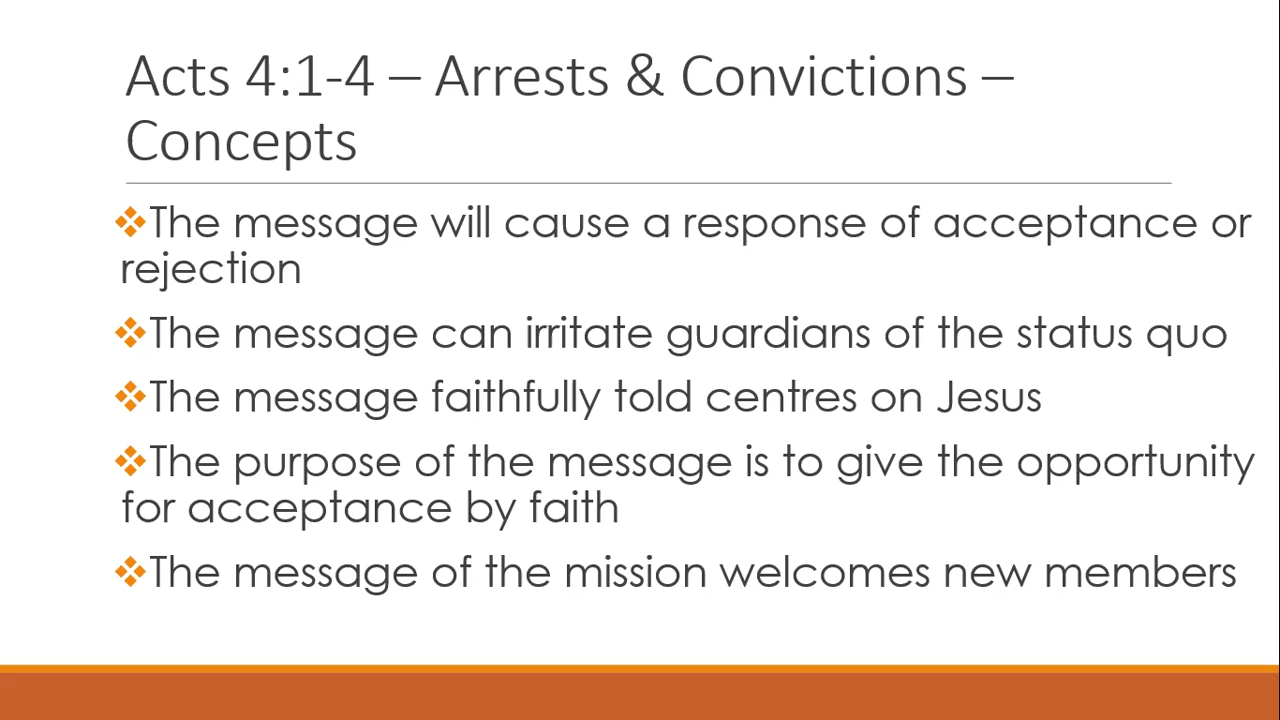 Acts 4:1-4 – Arrests & Convictions –
Concepts
❖The message will cause a response of acceptance or
rejection
❖The message can irritate guardians of the status quo
❖The message faithfully told centres on Jesus
❖The purpose of the message is to give the opportunity
for acceptance by faith
❖The message of the mission welcomes new members